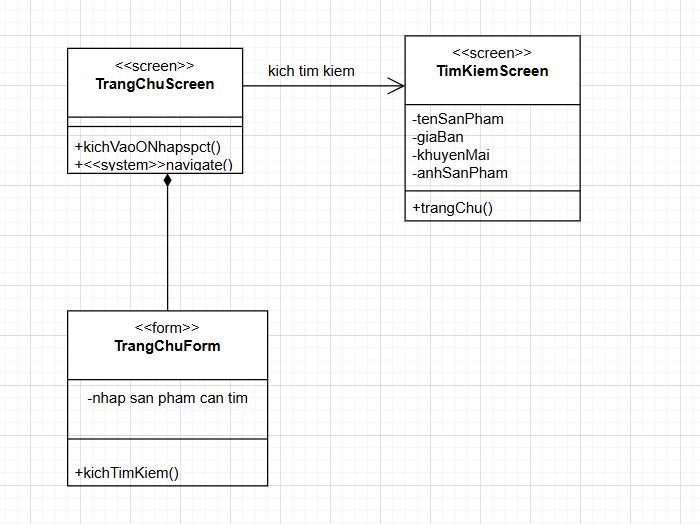 <<screen>>
TrangChuScreen
+kichVaoONhapspct()
+<<system>>navigate()
kich tim kiem
<<screen>>
TimKiemScreen
-tenSanPham
-giaBan
-khuyenMai
-anhSanPham
+trangChu()
<<form>>
TrangChuForm
-nhap san pham can tim
+kichTimKiem()